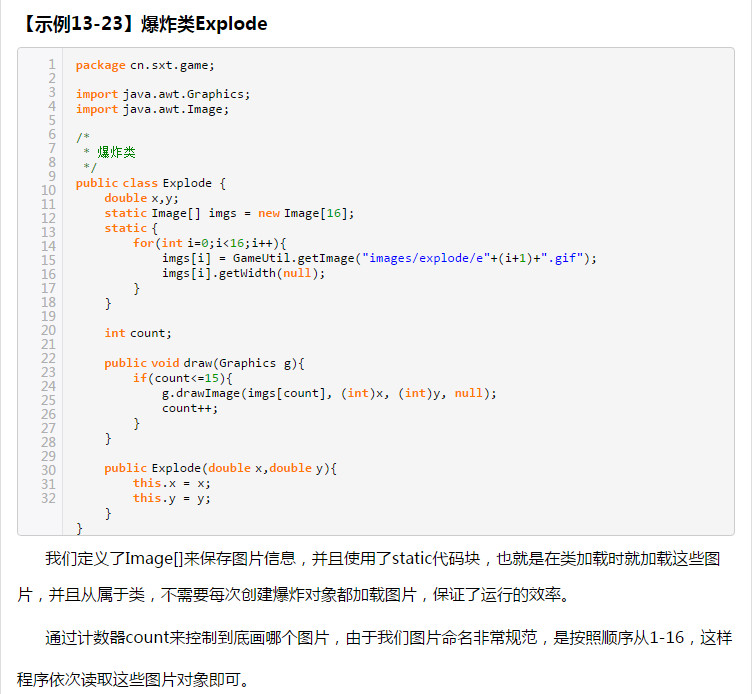 【示例13-23】爆炸类Explode
1 package cn.sxt.game;
2
3 import java.awt.Graphics;
4 import java.awt.Image;
5
6 /*
7  * 爆炸类
8  */
9 public class Explode {
10     double x,y;
11     static Image[] imgs = new Image[16];
12     static {
13         for(int i=0;i<16;i++){
14             imgs[i] = GameUtil.getImage("images/explode/e"+(i+1)+".gif");
15             imgs[i].getWidth(null);
16         }
17     }
18
19     int count;
20
21     public void draw(Graphics g){
22         if(count<=15){
23             g.drawImage(imgs[count], (int)x, (int)y, null);
24             count++;
25         }
26     }
27
28     public Explode(double x,double y){
29         this.x = x;
30         this.y = y;
31     }
32 }
我们定义了Image[]来保存图片信息，并且使用了static代码块，也就是在类加载时就加载这些图
片，并且从属于类，不需要每次创建爆炸对象都加载图片，保证了运行的效率。
通过计数器count来控制到底画哪个图片，由于我们图片命名非常规范，是按照顺序从1-16，这样
程序依次读取这些图片对象即可。